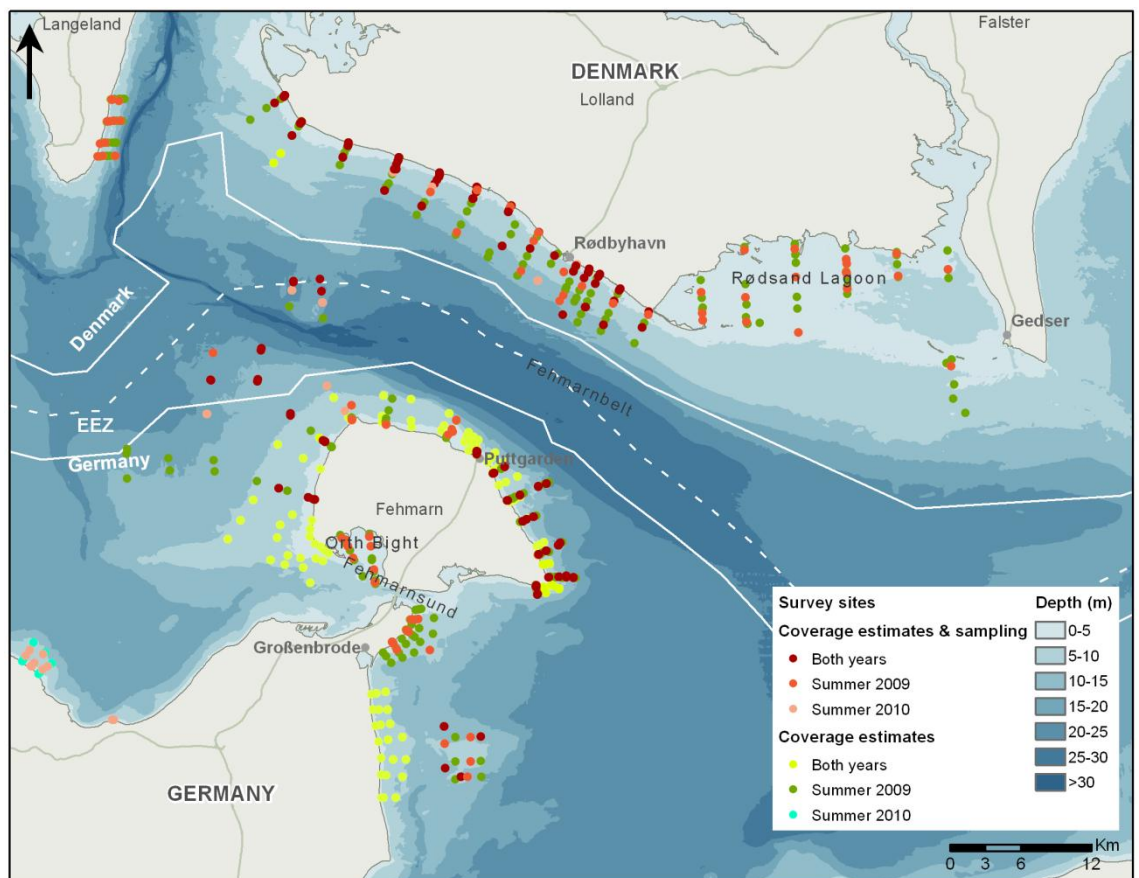 Langeland
Falster
DENMARK
Lolland
Rødbyhavn
Rødsand Lagoon
Gedser
Denmark
Fehmarnbelt
EEZ
Germany
Puttgarden
Fehmarn
Orth Bight
Fehmarnsund
Großenbrode
GERMANY
Survey sites
Coverage estimates & sampling
Both years
Summer 2009
Summer 2010
Coverage estimates
Both years
Summer 2009
Summer 2010
Depth (m)
0-5
5-10
10-15
15-20
20-25
25-30
>30
Km
0 3 6 12